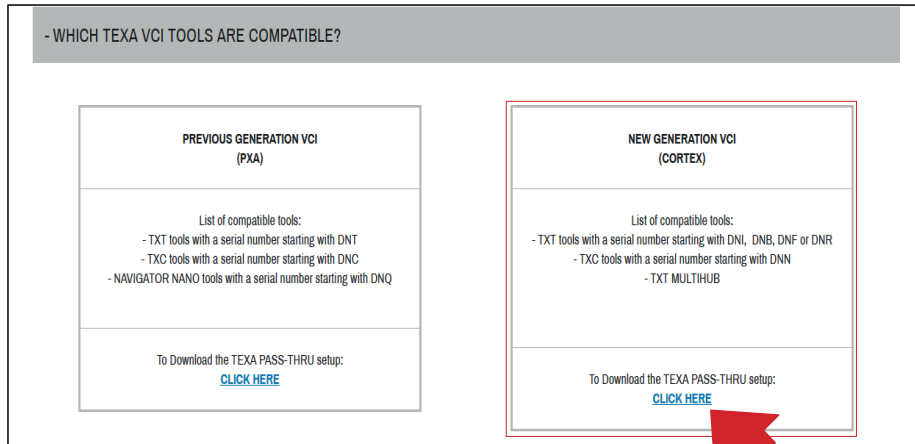 - WHICH TEXA VCI TOOLS ARE COMPATIBLE?
PREVIOUS GENERATION VCI
(PXA)
List of compatible tools:
- TXT tools with a serial number starting with DNT
- TXC tools with a serial number starting with DNC
- NAVIGATOR NANO tools with a serial number starting with DNQ
To Download the TEXA PASS-THRU setup:
CLICK HERE
NEW GENERATION VCI
(CORTEX)
List of compatible tools:
- TXT tools with a serial number starting with DNI, DNB, DNF or DNR
- TXC tools with a serial number starting with DNN
- TXT MULTIHUB
To Download the TEXA PASS-THRU setup:
CLICK HERE